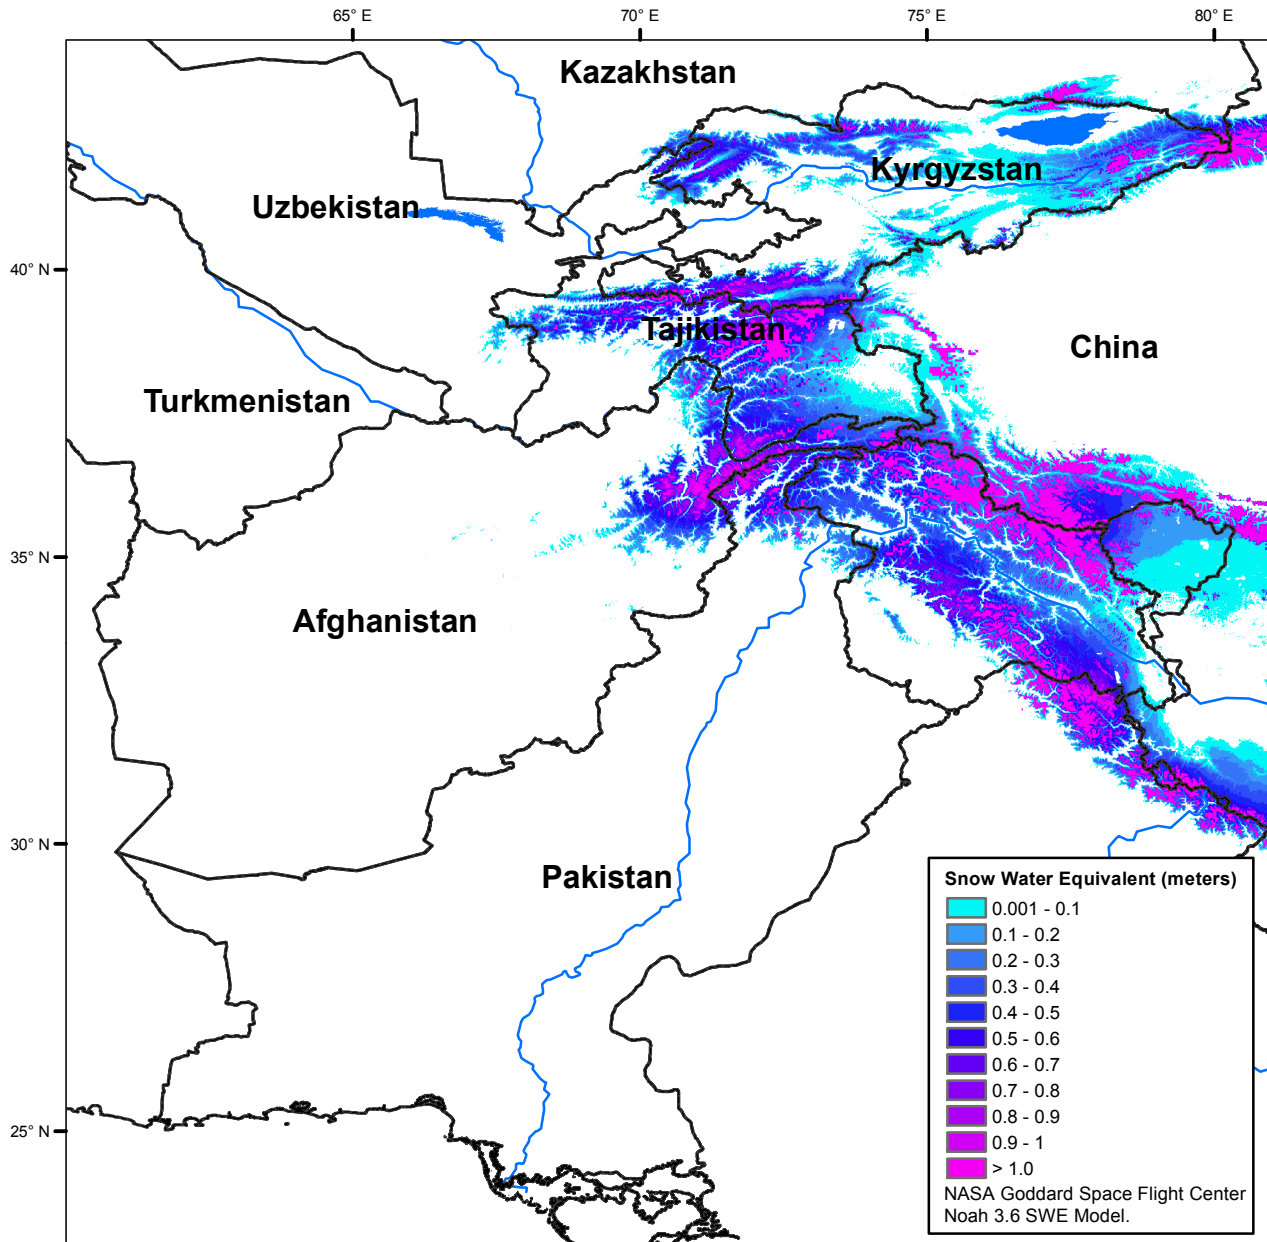 65° E
70° E
75° E
80° E
Kazakhstan
Kyrgyzstan
Uzbekistan
40° N
Tajikistan
China
Turkmenistan
35° N
Afghanistan
30° N
Pakistan
25° N
Snow Water Equivalent (meters)
0.001 - 0.1
0.1 - 0.2
0.2 - 0.3
0.3 - 0.4
0.4 - 0.5
0.5 - 0.6
0.6 - 0.7
0.7 - 0.8
0.8 - 0.9
0.9 - 1
> 1.0
NASA Goddard Space Flight Center
Noah 3.6 SWE Model.